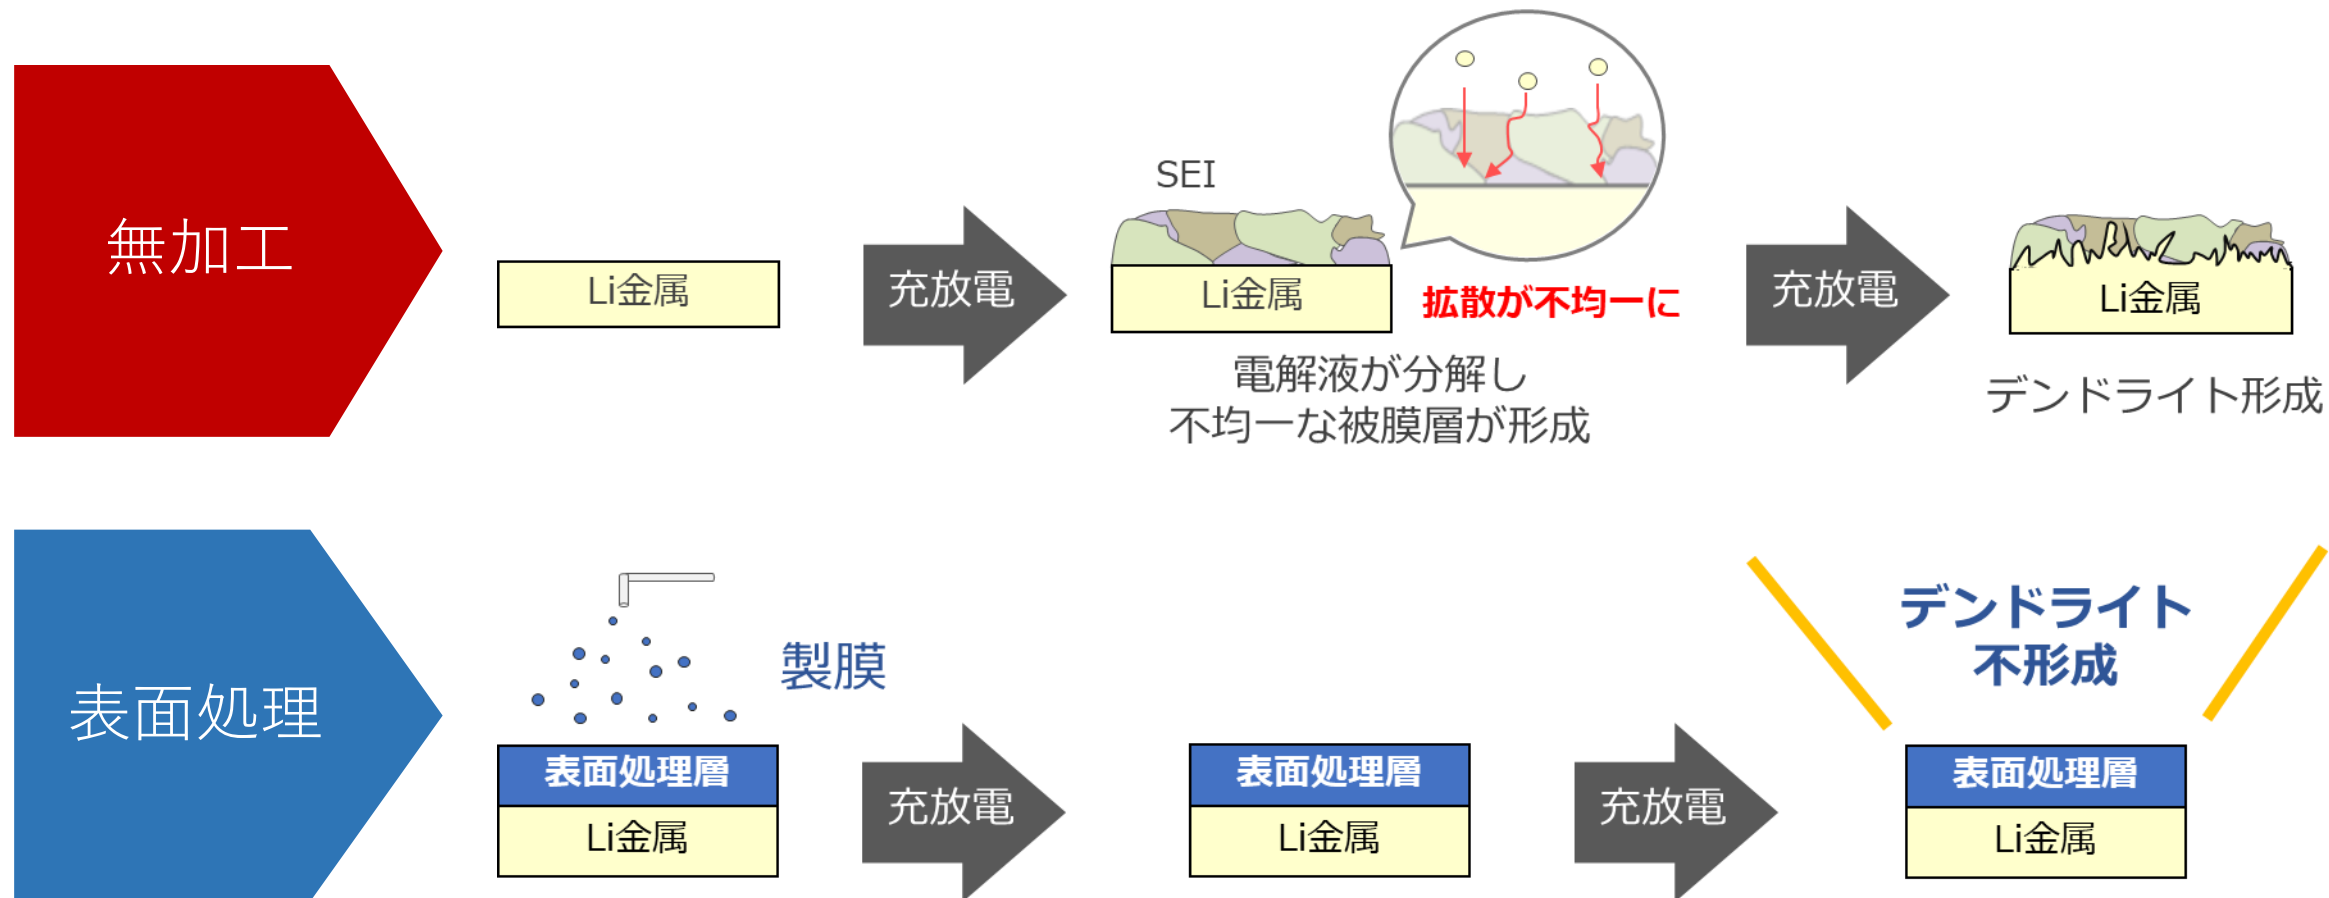 無加工
Li金属
充放電
SEI
Li金属
拡散が不均一に
電解液が分解し
不均一な被膜層が形成
充放電
Li金属
デンドライト形成
表面処理
製膜
表面処理層
Li金属
充放電
表面処理層
Li金属
充放電
デンドライト
不形成
表面処理層
Li金属